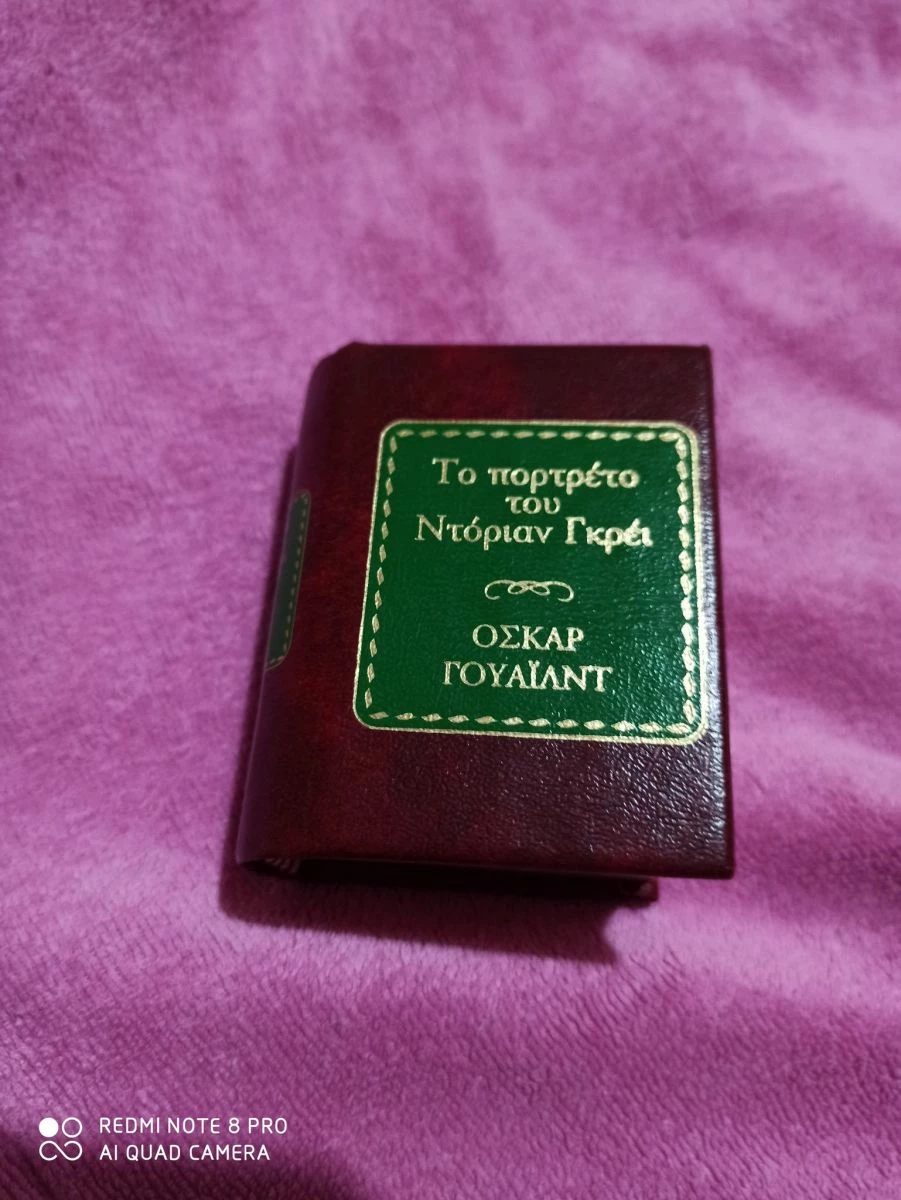 Το πορτρέτο
του
Ντόριαν Γκρέι
ΟΣΚΑΡ
ΓΟΥΑΪΛΝΤ
REDMI NOTE 8 PRO
AI QUAD CAMERA